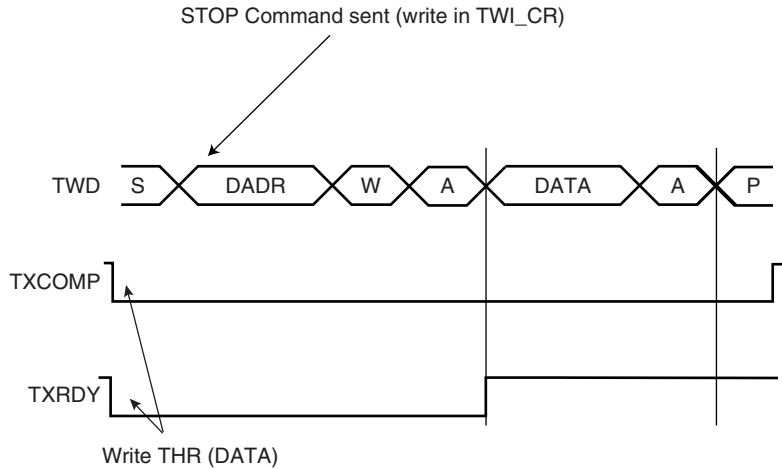 STOP Command sent (write in TWI_CR)
TWD S DADR W A DATA A P
TXCOMP
TXRDY
Write THR (DATA)